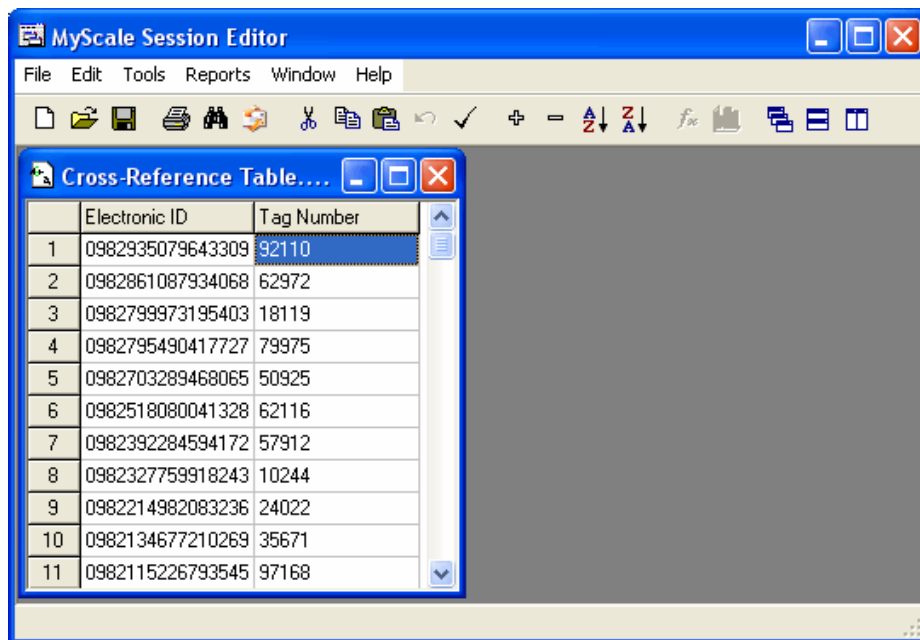 MyScale Session Editor
File Edit Tools Reports Window Help
Cross-Reference Table....
Electronic ID Tag Number
1 0982935079643309 92110
2 0982861087934068 62972
3 0982799973195403 18119
4 0982795490417727 79975
5 0982703289468065 50925
6 0982518080041328 62116
7 0982392284594172 57912
8 0982327759918243 10244
9 0982214982083236 24022
10 0982134677210269 35671
11 0982115226793545 97168